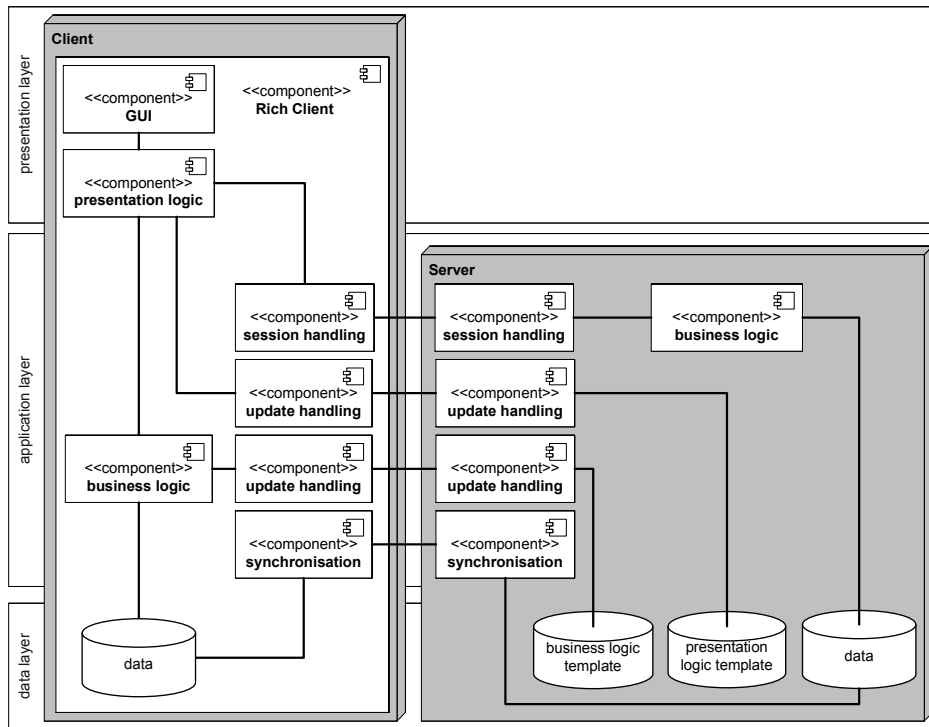 presentation layer
Client
<<component>>
GUI
<<component>>
Rich Client
<<component>>
presentation logic
application layer
Server
<<component>>
session handling
<<component>>
session handling
<<component>>
business logic
<<component>>
update handling
<<component>>
update handling
<<component>>
business logic
<<component>>
update handling
<<component>>
update handling
<<component>>
synchronisation
<<component>>
synchronisation
data layer
data
business logic
template
presentation
logic template
data